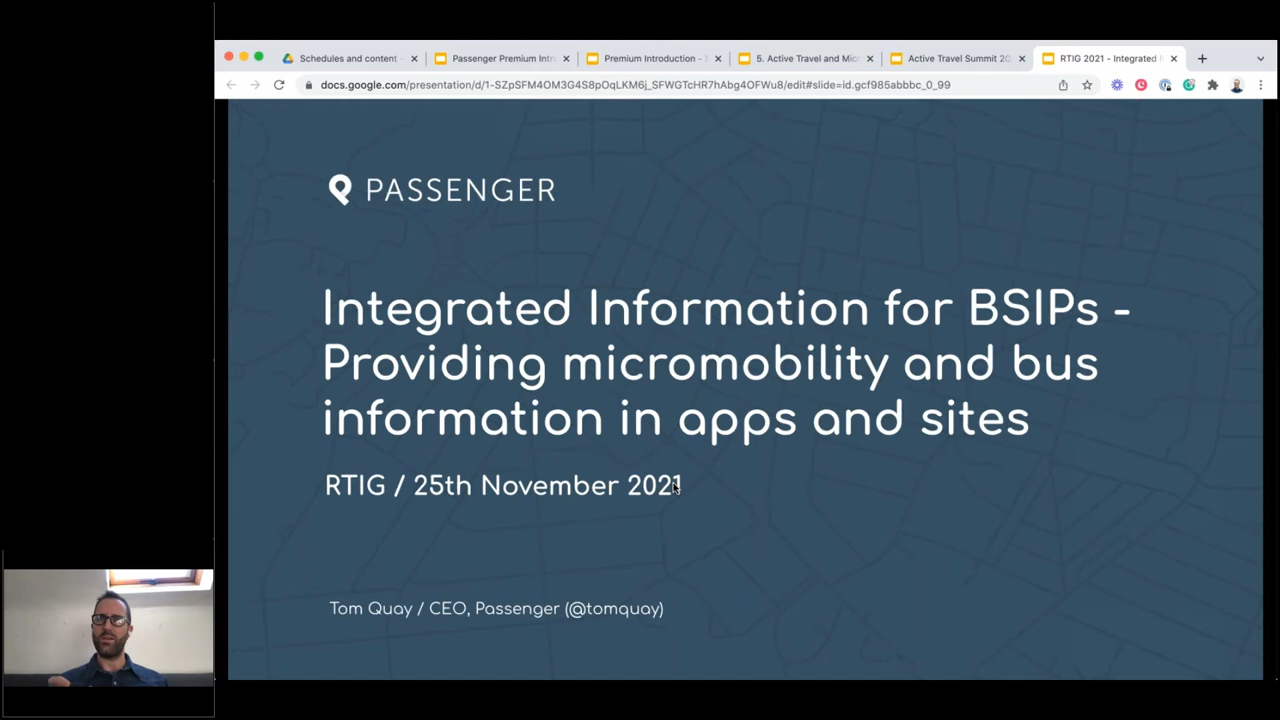 Schedules and content -
Passenger Premium Intr
Premium Introduction -
5. Active Travel and Micr
Active Travel Summit 20
RTIG 2021 - Integrated
docs.google.com/presentation/d/1-SZpSFM4OM3G4S8pOqLKM6j_SFWGTcHR7hAbg4OFWu8/edit#slide=id.gcf985abbbc_0_99
PASSENGER
Integrated Information for BSIPs -
Providing micromobility and bus
information in apps and sites
RTIG / 25th November 2021
Tom Quay / CEO, Passenger (@tomquay)